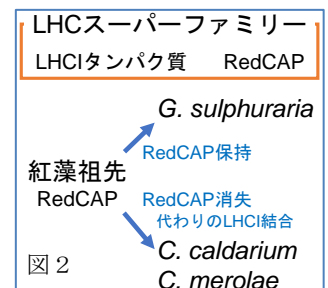 LHCスーパーファミリー
LHCIタンパク質 RedCAP
G. sulphuraria
RedCAP保持
紅藻祖先
RedCAP
RedCAP消失
代わりのLHCI結合
C. caldarium
C. merolae
図２